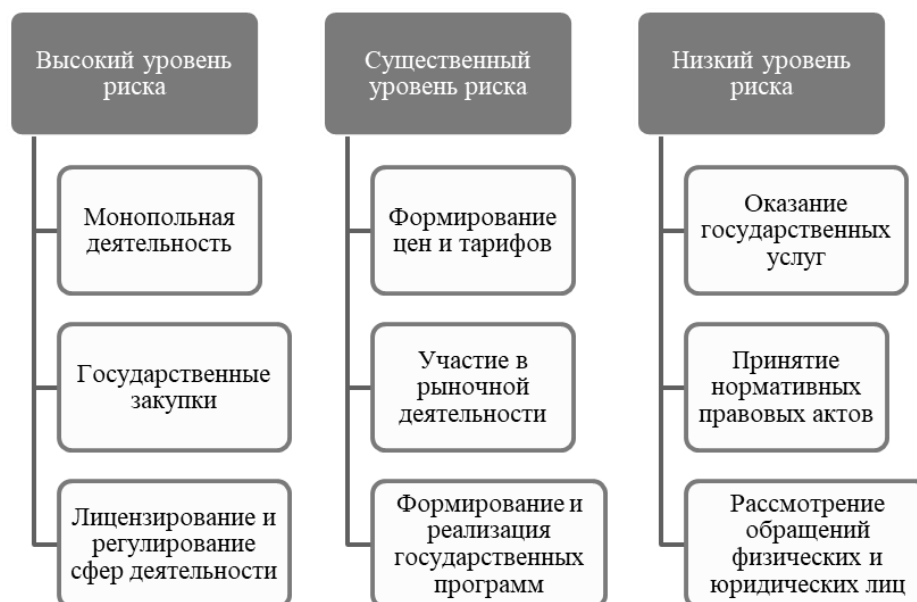 Высокий уровень
риска
Монопольная
деятельность
Государственные
закупки
Лицензирование и
регулирование
сфер деятельности
Существенный
уровень риска
Формирование
цен и тарифов
Участие в
рыночной
деятельности
Формирование и
реализация
государственных
программ
Низкий уровень
риска
Оказание
государственных
услуг
Принятие
нормативных
правовых актов
Рассмотрение
обращений
физических и
юридических лиц